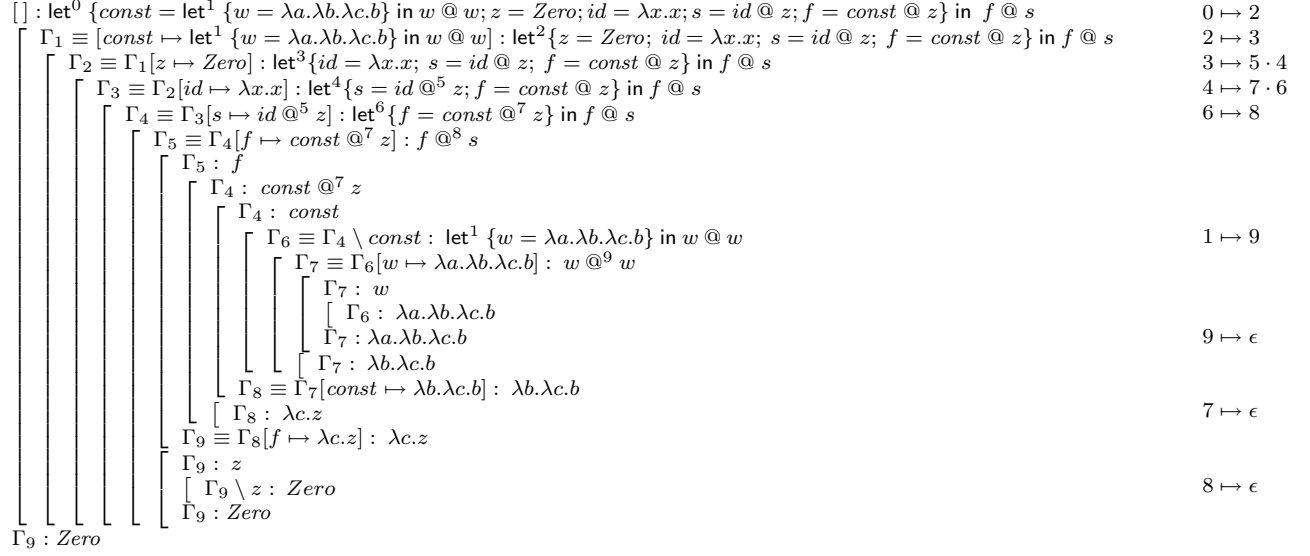 [ ] : let⁰ {const = let¹ {w = λa.λb.λc.b} in w @ w; z = Zero; id = λx.x; s = id @ z; f = const @ z} in f @ s 0 ↦ 2
Γ₁ ≡ [const ↦ let¹ {w = λa.λb.λc.b} in w @ w] : let²{z = Zero; id = λx.x; s = id @ z; f = const @ z} in f @ s 2 ↦ 3
Γ₂ ≡ Γ₁[z ↦ Zero] : let³{id = λx.x; s = id @ z; f = const @ z} in f @ s 3 ↦ 5 · 4
Γ₃ ≡ Γ₂[id ↦ λx.x] : let⁴{s = id @⁵ z; f = const @ z} in f @ s 4 ↦ 7 · 6
Γ₄ ≡ Γ₃[s ↦ id @⁵ z] : let⁶{f = const @⁷ z} in f @ s 6 ↦ 8
Γ₅ ≡ Γ₄[f ↦ const @⁷ z] : f @⁸ s
Γ₅ : f
Γ₄ : const @⁷ z
Γ₄ : const
Γ₆ ≡ Γ₄ \ const : let¹ {w = λa.λb.λc.b} in w @ w 1 ↦ 9
Γ₇ ≡ Γ₆[w ↦ λa.λb.λc.b] : w @⁹ w
Γ₇ : w
[ Γ₆ : λa.λb.λc.b
Γ₇ : λa.λb.λc.b 9 ↦ ϵ
[ Γ₇ : λb.λc.b
Γ₈ ≡ Γ₇[const ↦ λb.λc.b] : λb.λc.b
[ Γ₈ : λc.z 7 ↦ ϵ
Γ₉ ≡ Γ₈[f ↦ λc.z] : λc.z
Γ₉ : z
[ Γ₉ \ z : Zero 8 ↦ ϵ
Γ₉ : Zero
Γ₉ : Zero